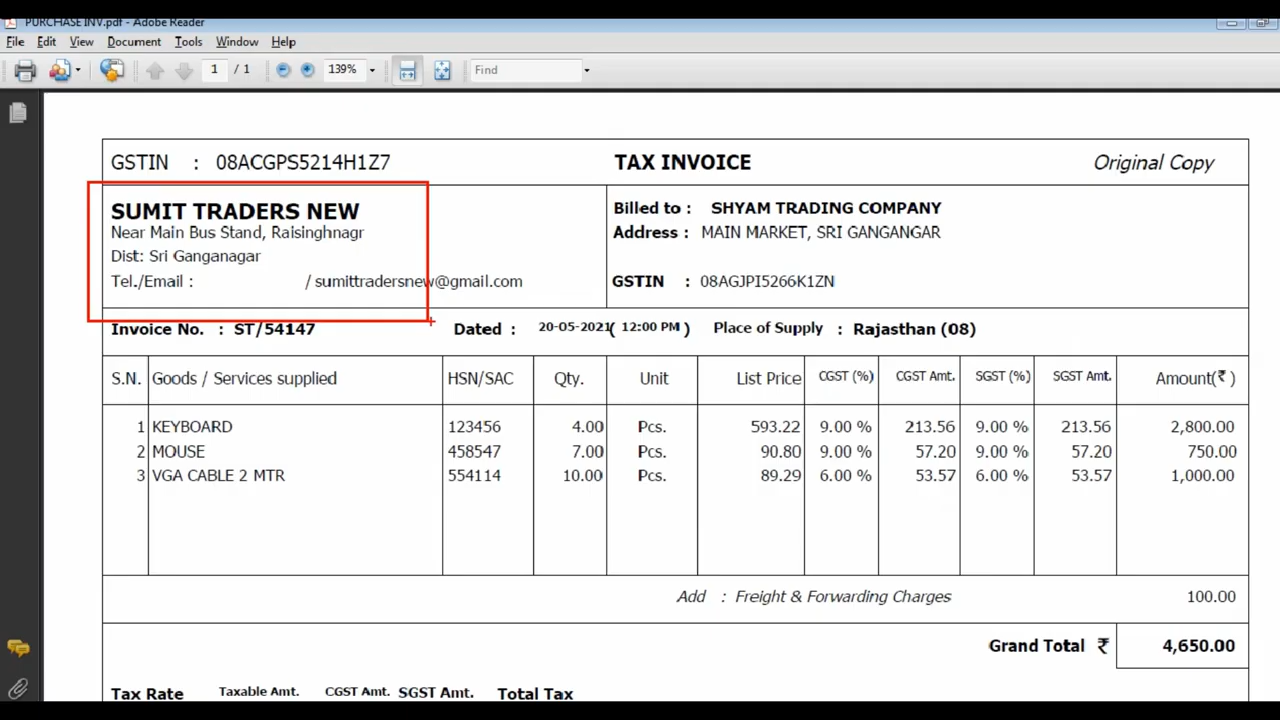 PURCHASE INV.pdf - Adobe Reader
File Edit View Document Tools Window Help
1 / 1 139% Find
GSTIN : 08ACGPS5214H1Z7 TAX INVOICE Original Copy
SUMIT TRADERS NEW
Near Main Bus Stand, Raisinghnagr
Dist: Sri Ganganagar
Tel./Email : / sumittradersnew@gmail.com
Billed to : SHYAM TRADING COMPANY
Address : MAIN MARKET, SRI GANGANGAR
GSTIN : 08AGJPI5266K1ZN
Invoice No. : ST/54147 Dated : 20-05-2021( 12:00 PM ) Place of Supply : Rajasthan (08)
S.N. Goods / Services supplied HSN/SAC Qty. Unit List Price CGST (%) CGST Amt. SGST (%) SGST Amt. Amount(₹ )
1 KEYBOARD 123456 4.00 Pcs. 593.22 9.00 % 213.56 9.00 % 213.56 2,800.00
2 MOUSE 458547 7.00 Pcs. 90.80 9.00 % 57.20 9.00 % 57.20 750.00
3 VGA CABLE 2 MTR 554114 10.00 Pcs. 89.29 6.00 % 53.57 6.00 % 53.57 1,000.00
Add : Freight & Forwarding Charges 100.00
Grand Total ₹ 4,650.00
Tax Rate Taxable Amt. CGST Amt. SGST Amt. Total Tax